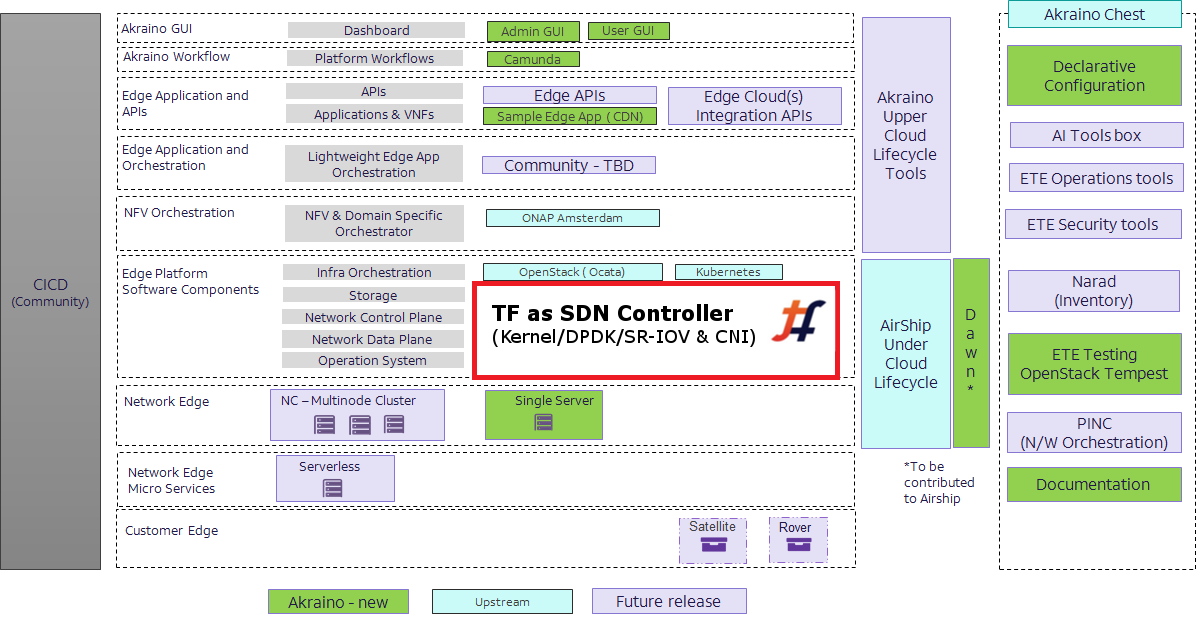 CICD
(Community)
Akraino GUI
Dashboard
Admin GUI
User GUI
Akraino Workflow
Platform Workflows
Camunda
Edge Application and
APIs
APIs
Applications & VNFs
Edge APIs
Sample Edge App ( CDN)
Edge Cloud(s)
Integration APIs
Edge Application and
Orchestration
Lightweight Edge App
Orchestration
Community - TBD
NFV Orchestration
NFV & Domain Specific
Orchestrator
ONAP Amsterdam
Edge Platform
Software Components
Infra Orchestration
Storage
Network Control Plane
Network Data Plane
Operation System
OpenStack ( Ocata)
Kubernetes
TF as SDN Controller
(Kernel/DPDK/SR-IOV & CNI)
tf
Network Edge
NC – Multinode Cluster
Single Server
Network Edge
Micro Services
Serverless
Customer Edge
Satellite
Rover
Akraino
Upper
Cloud
Lifecycle
Tools
AirShip
Under
Cloud
Lifecycle
D
a
w
n
*
*To be
contributed
to Airship
Akraino Chest
Declarative
Configuration
AI Tools box
ETE Operations tools
ETE Security tools
Narad
(Inventory)
ETE Testing
OpenStack Tempest
PINC
(N/W Orchestration)
Documentation
Akraino - new
Upstream
Future release